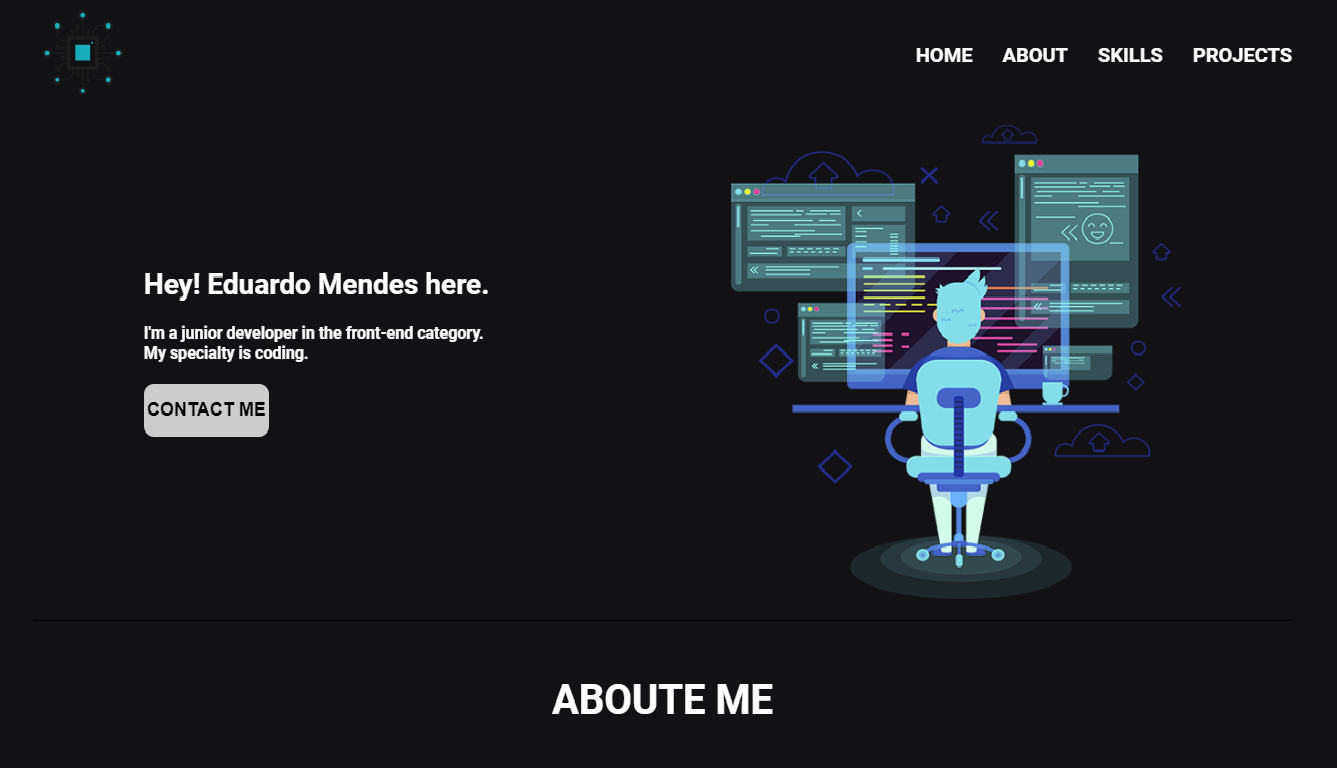 HOME ABOUT SKILLS PROJECTS
Hey! Eduardo Mendes here.
I'm a junior developer in the front-end category.
My specialty is coding.
CONTACT ME
ABOUTE ME